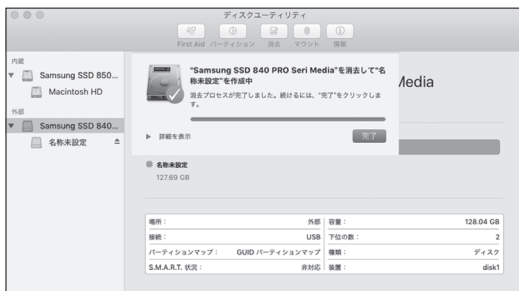 ディスクユーティリティ
First Aid パーティション 消去 マウント 情報
内蔵
Samsung SSD 850...
Macintosh HD
外部
Samsung SSD 840...
名称未設定
"Samsung SSD 840 PRO Seri Media"を消去して"名
称未設定"を作成中
消去プロセスが完了しました。続けるには、"完了"をクリックしま
す。
詳細を表示
完了
Media
名称未設定
127.69 GB
場所： 外部 容量： 128.04 GB
接続： USB 下位の数： 2
パーティションマップ： GUID パーティションマップ 種類： ディスク
S.M.A.R.T. 状況： 非対応 装置： disk1